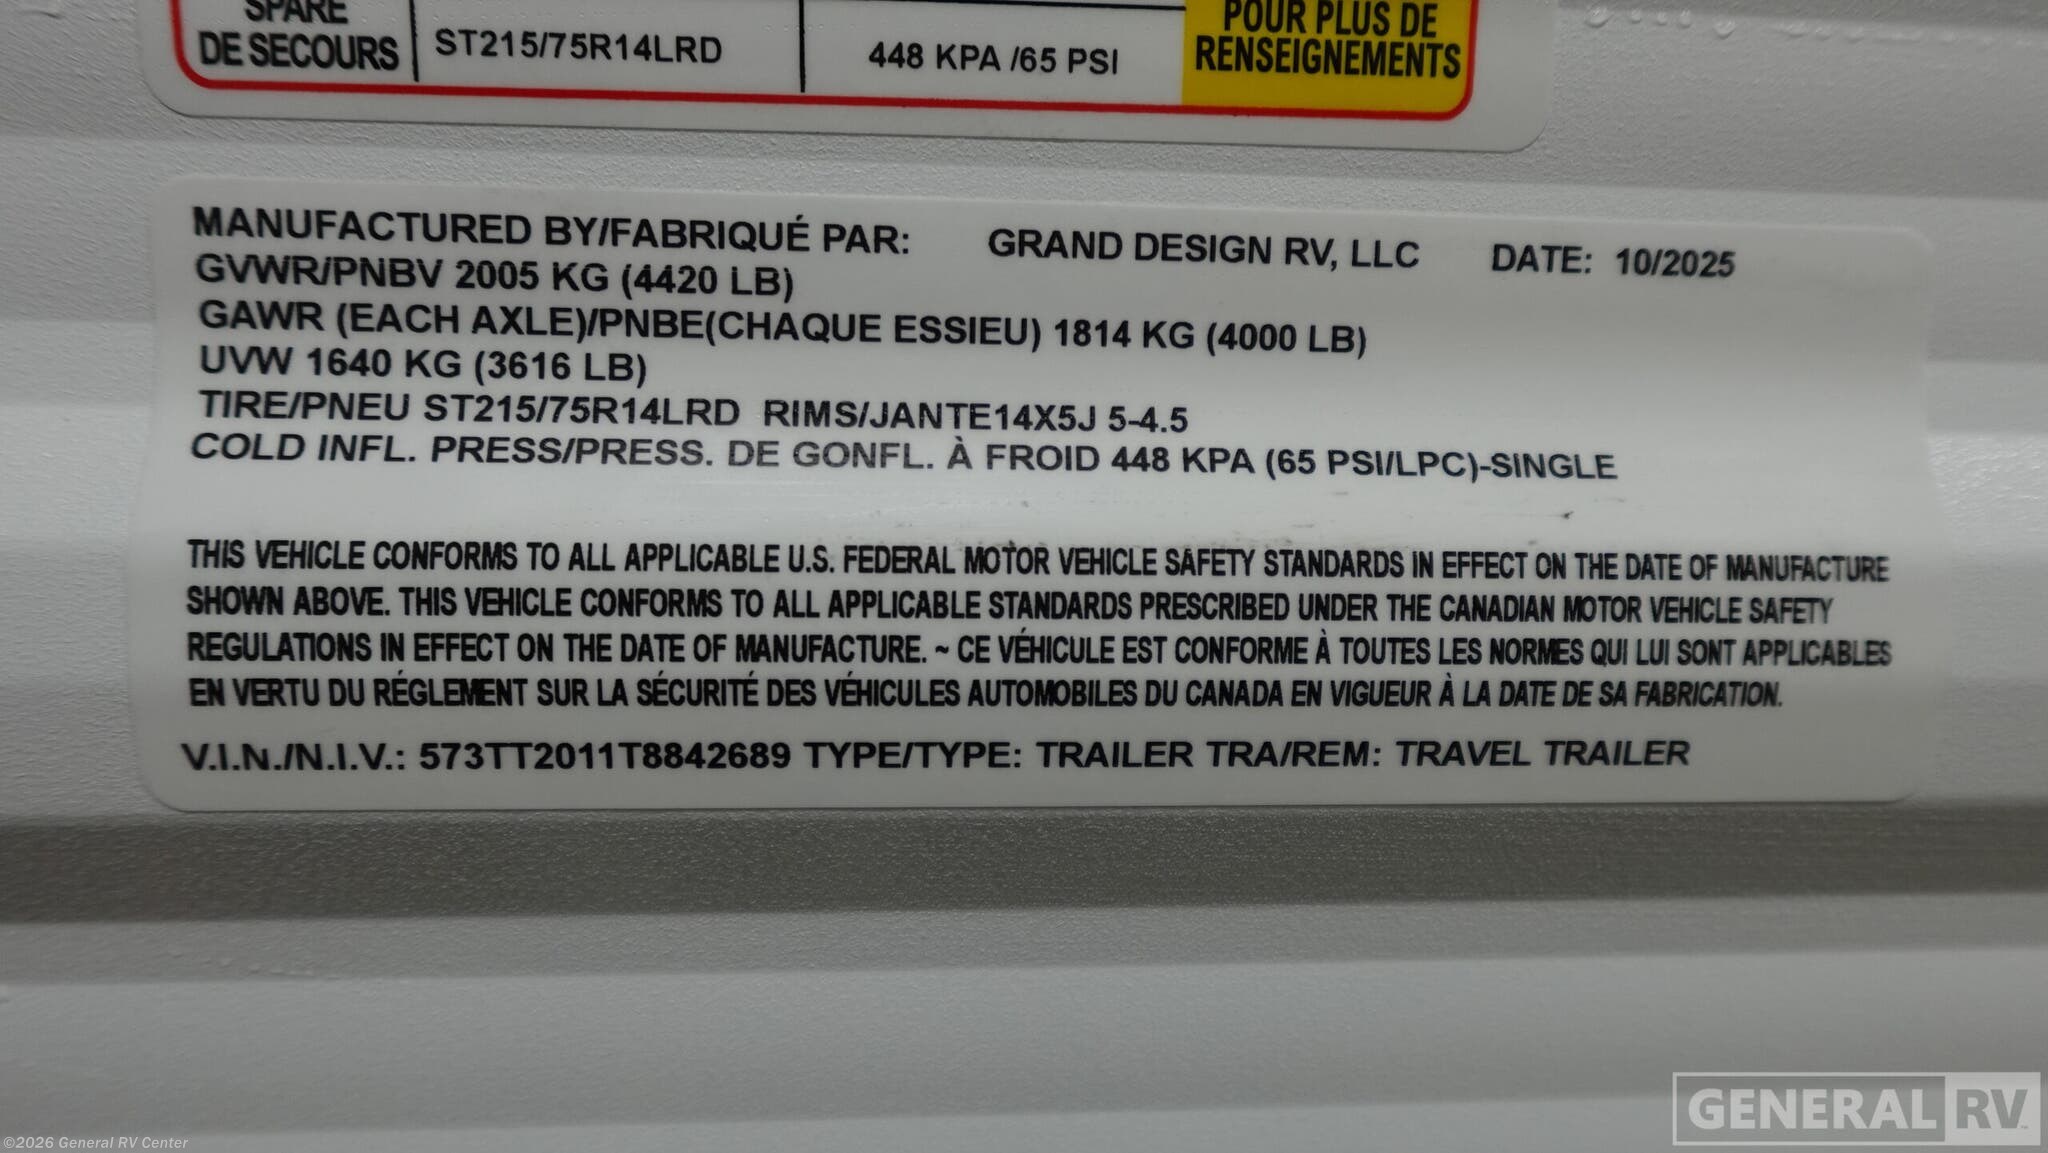 SPARE
DE SECOURS
ST215/75R14LRD
448 KPA /65 PSI
POUR PLUS DE
RENSEIGNEMENTS
MANUFACTURED BY/FABRIQUÉ PAR: GRAND DESIGN RV, LLC DATE: 10/2025
GVWR/PNBV 2005 KG (4420 LB)
GAWR (EACH AXLE)/PNBE(CHAQUE ESSIEU) 1814 KG (4000 LB)
UVW 1640 KG (3616 LB)
TIRE/PNEU ST215/75R14LRD RIMS/JANTE14X5J 5-4.5
COLD INFL. PRESS/PRESS. DE GONFL. À FROID 448 KPA (65 PSI/LPC)-SINGLE
THIS VEHICLE CONFORMS TO ALL APPLICABLE U.S. FEDERAL MOTOR VEHICLE SAFETY STANDARDS IN EFFECT ON THE DATE OF MANUFACTURE
SHOWN ABOVE. THIS VEHICLE CONFORMS TO ALL APPLICABLE STANDARDS PRESCRIBED UNDER THE CANADIAN MOTOR VEHICLE SAFETY
REGULATIONS IN EFFECT ON THE DATE OF MANUFACTURE. ~ CE VÉHICULE EST CONFORME À TOUTES LES NORMES QUI LUI SONT APPLICABLES
EN VERTU DU RÉGLEMENT SUR LA SÉCURITÉ DES VÉHICULES AUTOMOBILES DU CANADA EN VIGUEUR À LA DATE DE SA FABRICATION.
V.I.N./N.I.V.: 573TT2011T8842689 TYPE/TYPE: TRAILER TRA/REM: TRAVEL TRAILER
GENERAL RV
©2026 General RV Center